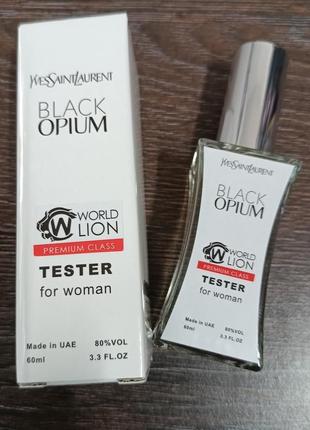 YVESSAINTLAURENT
BLACK
OPIUM
W WORLD
LION
PREMIUM CLASS
TESTER
for woman
Made in UAE 80%VOL
60ml 3.3 FL.OZ
YVESSAINTLAURENT
BLACK
OPIUM
W WORLD
LION
PREMIUM CLASS
TESTER
for woman
Made in UAE 80%VOL
60ml 3.3 FL.OZ